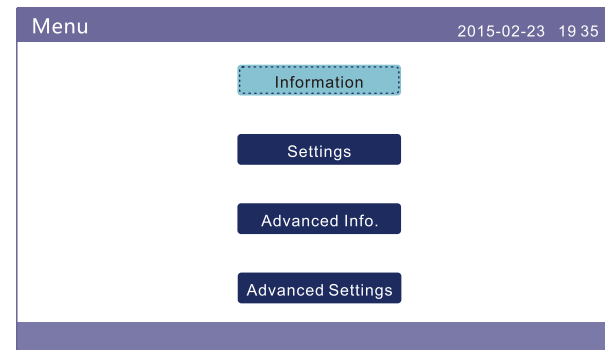 Menu
2015-02-23 19 35
Information
Settings
Advanced Info.
Advanced Settings